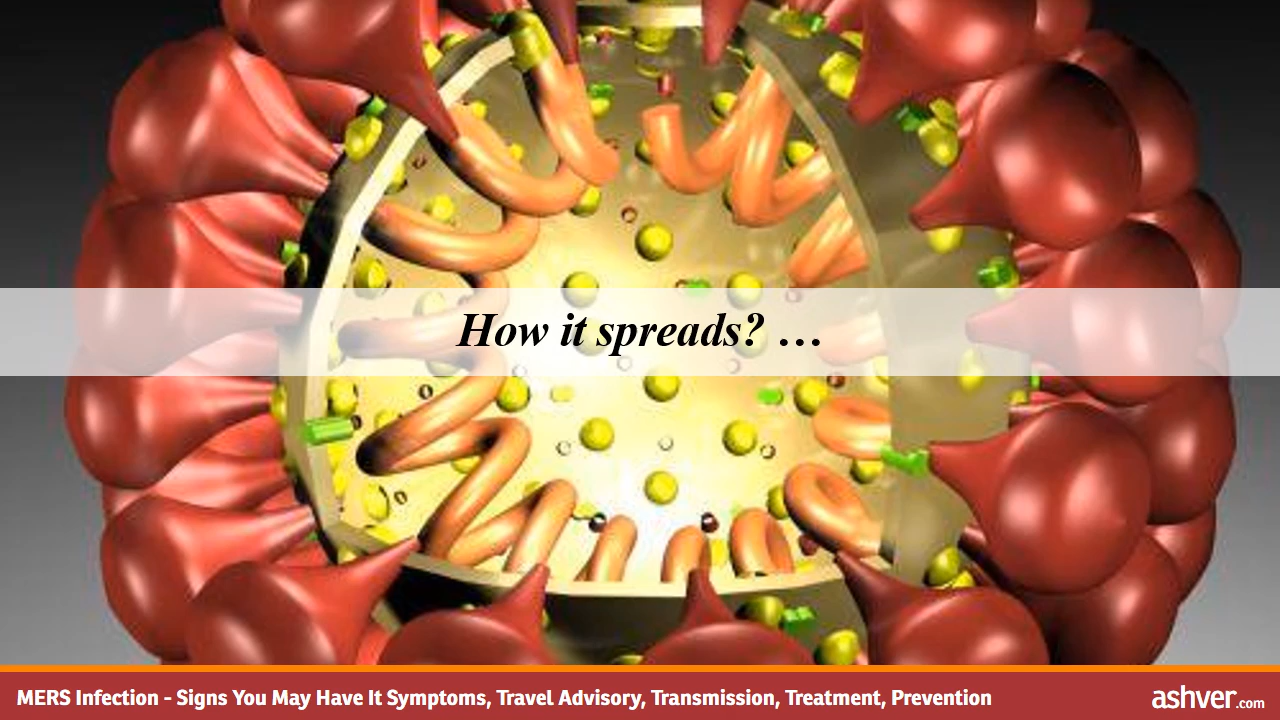 How it spreads? …
MERS Infection - Signs You May Have It Symptoms, Travel Advisory, Transmission, Treatment, Prevention
ashver.com